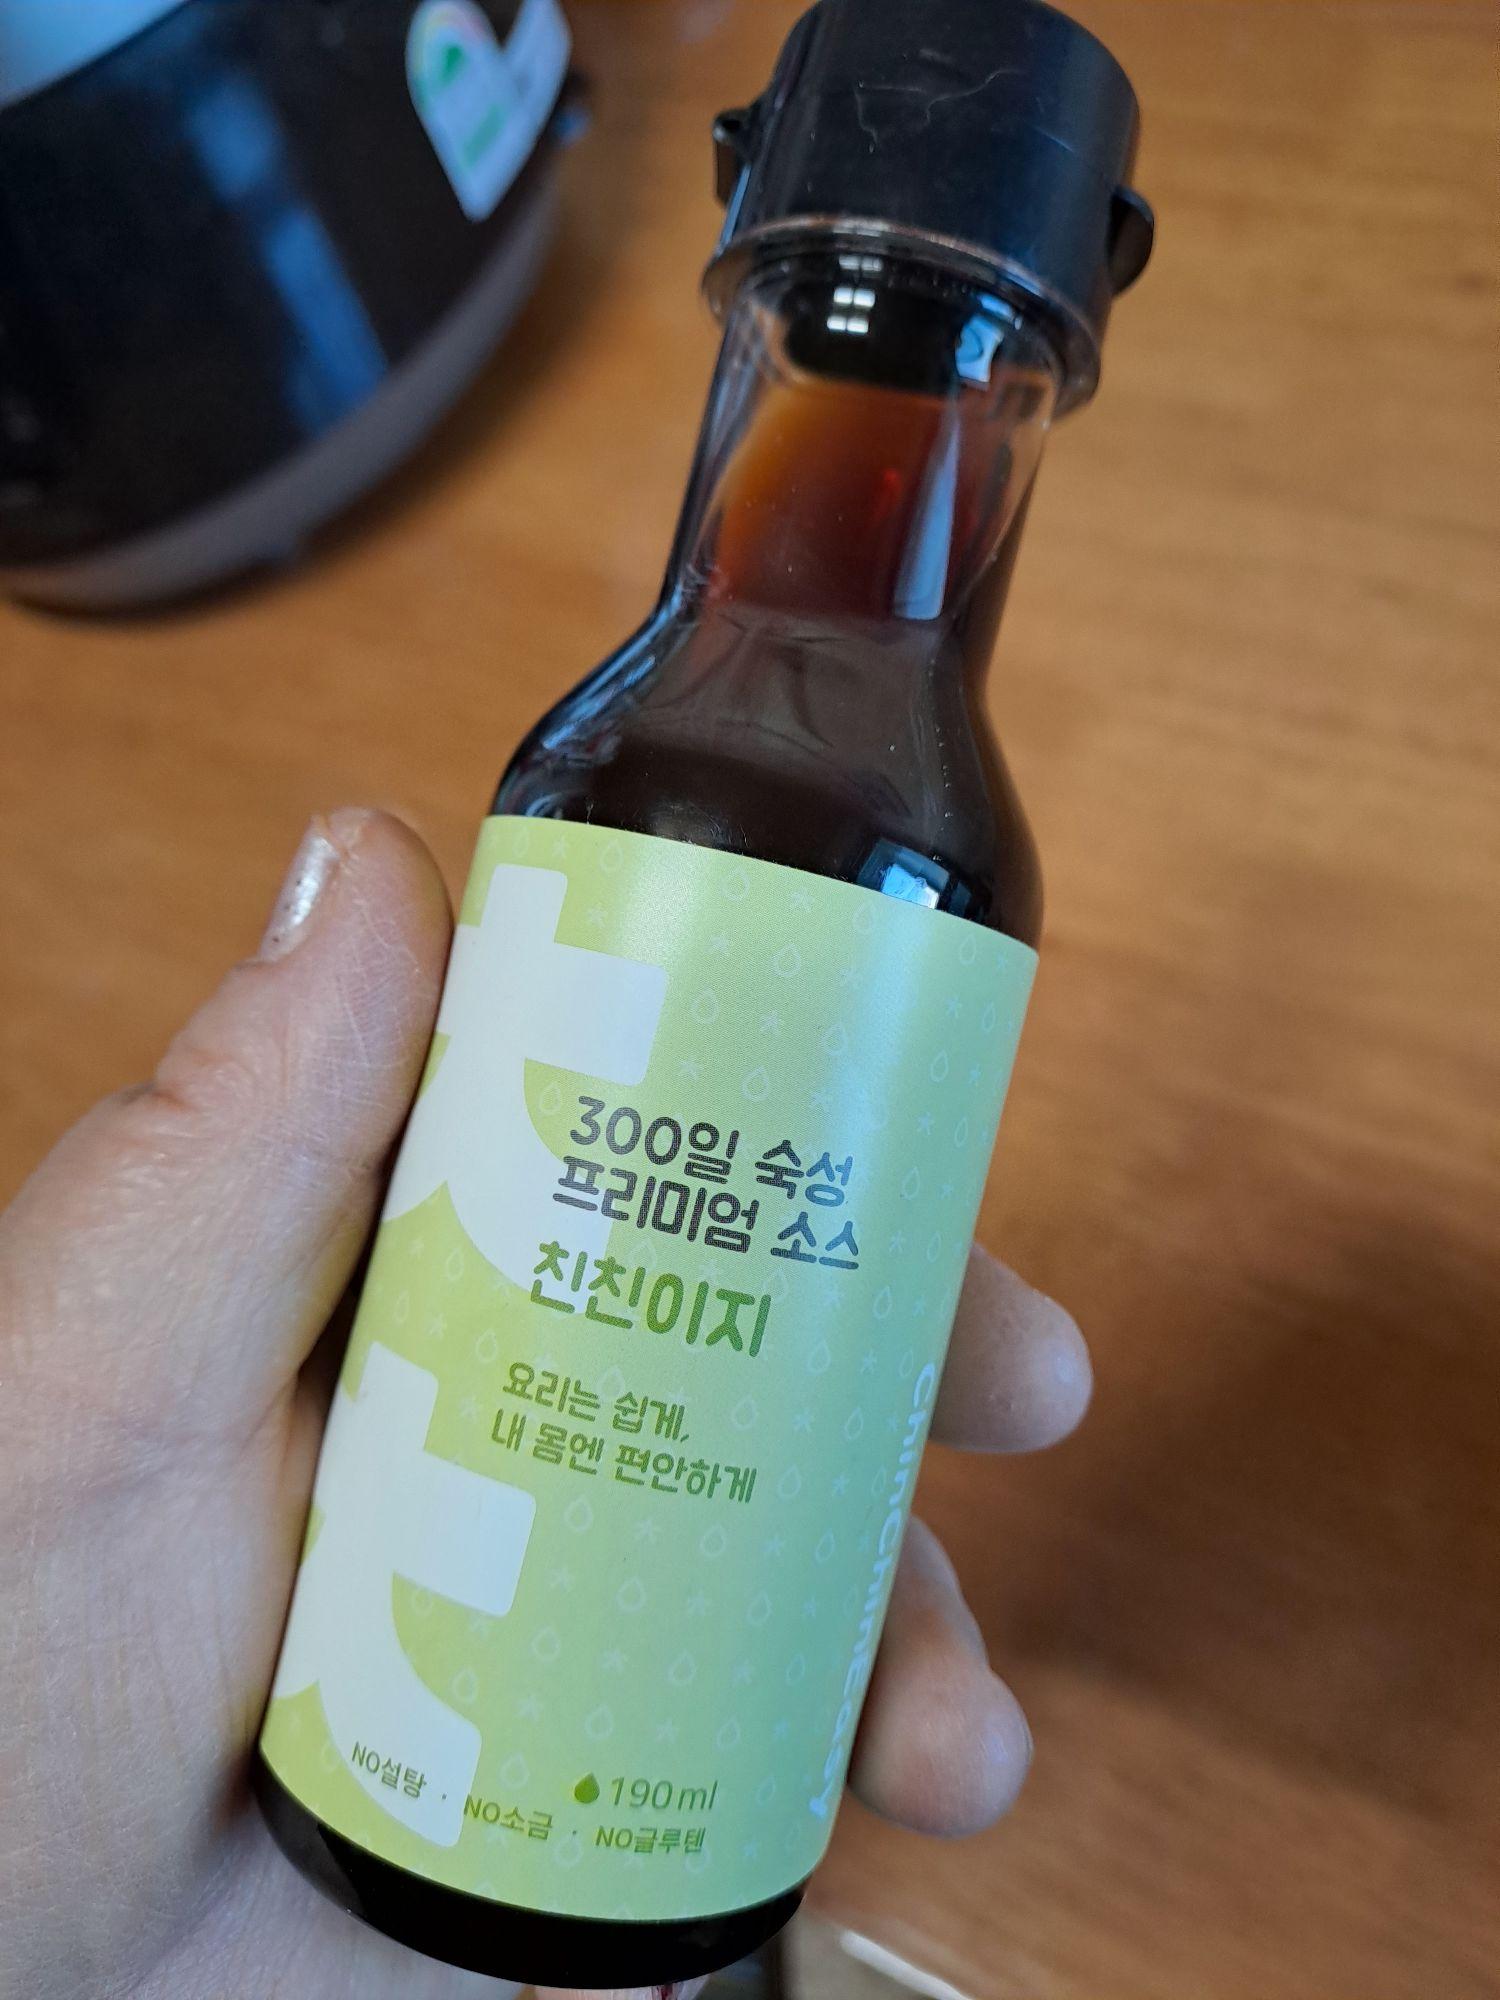 300일 숙성
프리미엄 소스
친친이지
요리는 쉽게,
내 몸엔 편안하게
ChinChinEasy
190ml
NO설탕 · NO소금 · NO글루텐